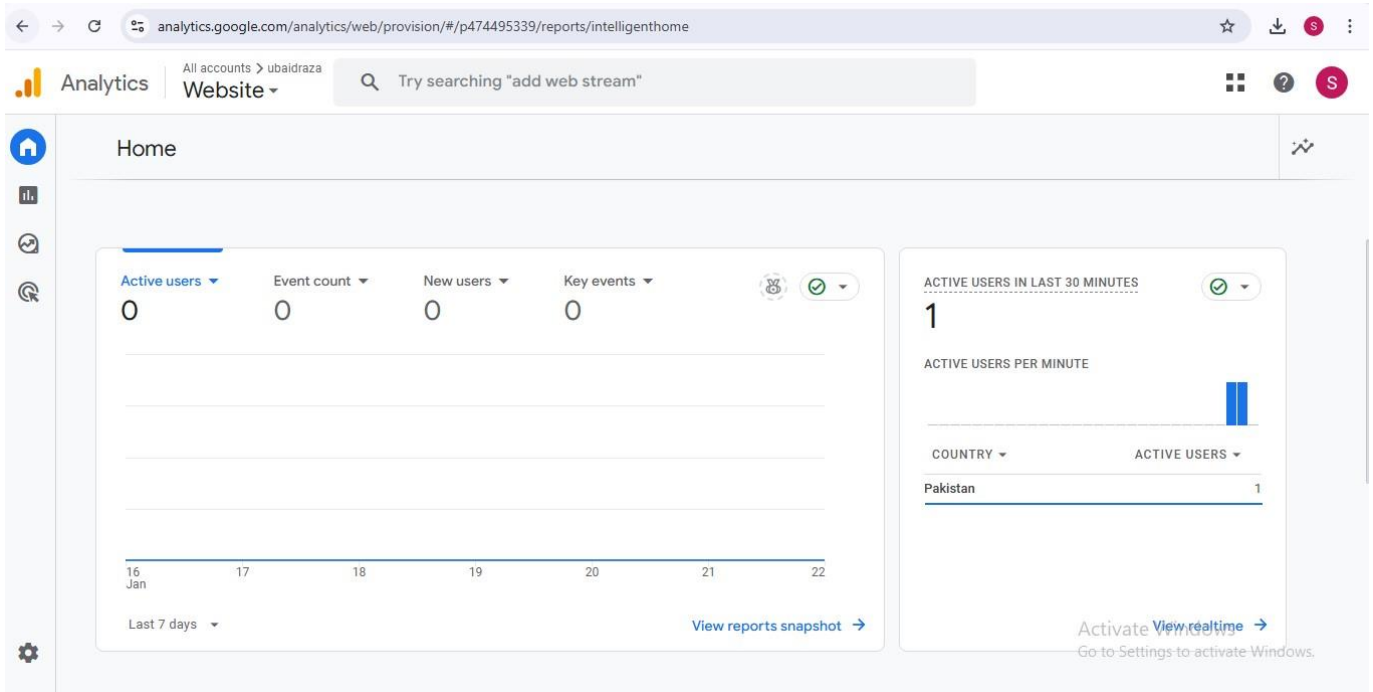 analytics.google.com/analytics/web/provision/#/p474495339/reports/intelligenthome
S
Analytics
All accounts > ubaidraza
Website
Try searching "add web stream"
S
Home
Active users
0
Event count
0
New users
0
Key events
0
16
Jan
17
18
19
20
21
22
Last 7 days
View reports snapshot
ACTIVE USERS IN LAST 30 MINUTES
1
ACTIVE USERS PER MINUTE
COUNTRY
ACTIVE USERS
Pakistan
1
View realtime
Activate Windows
Go to Settings to activate Windows.